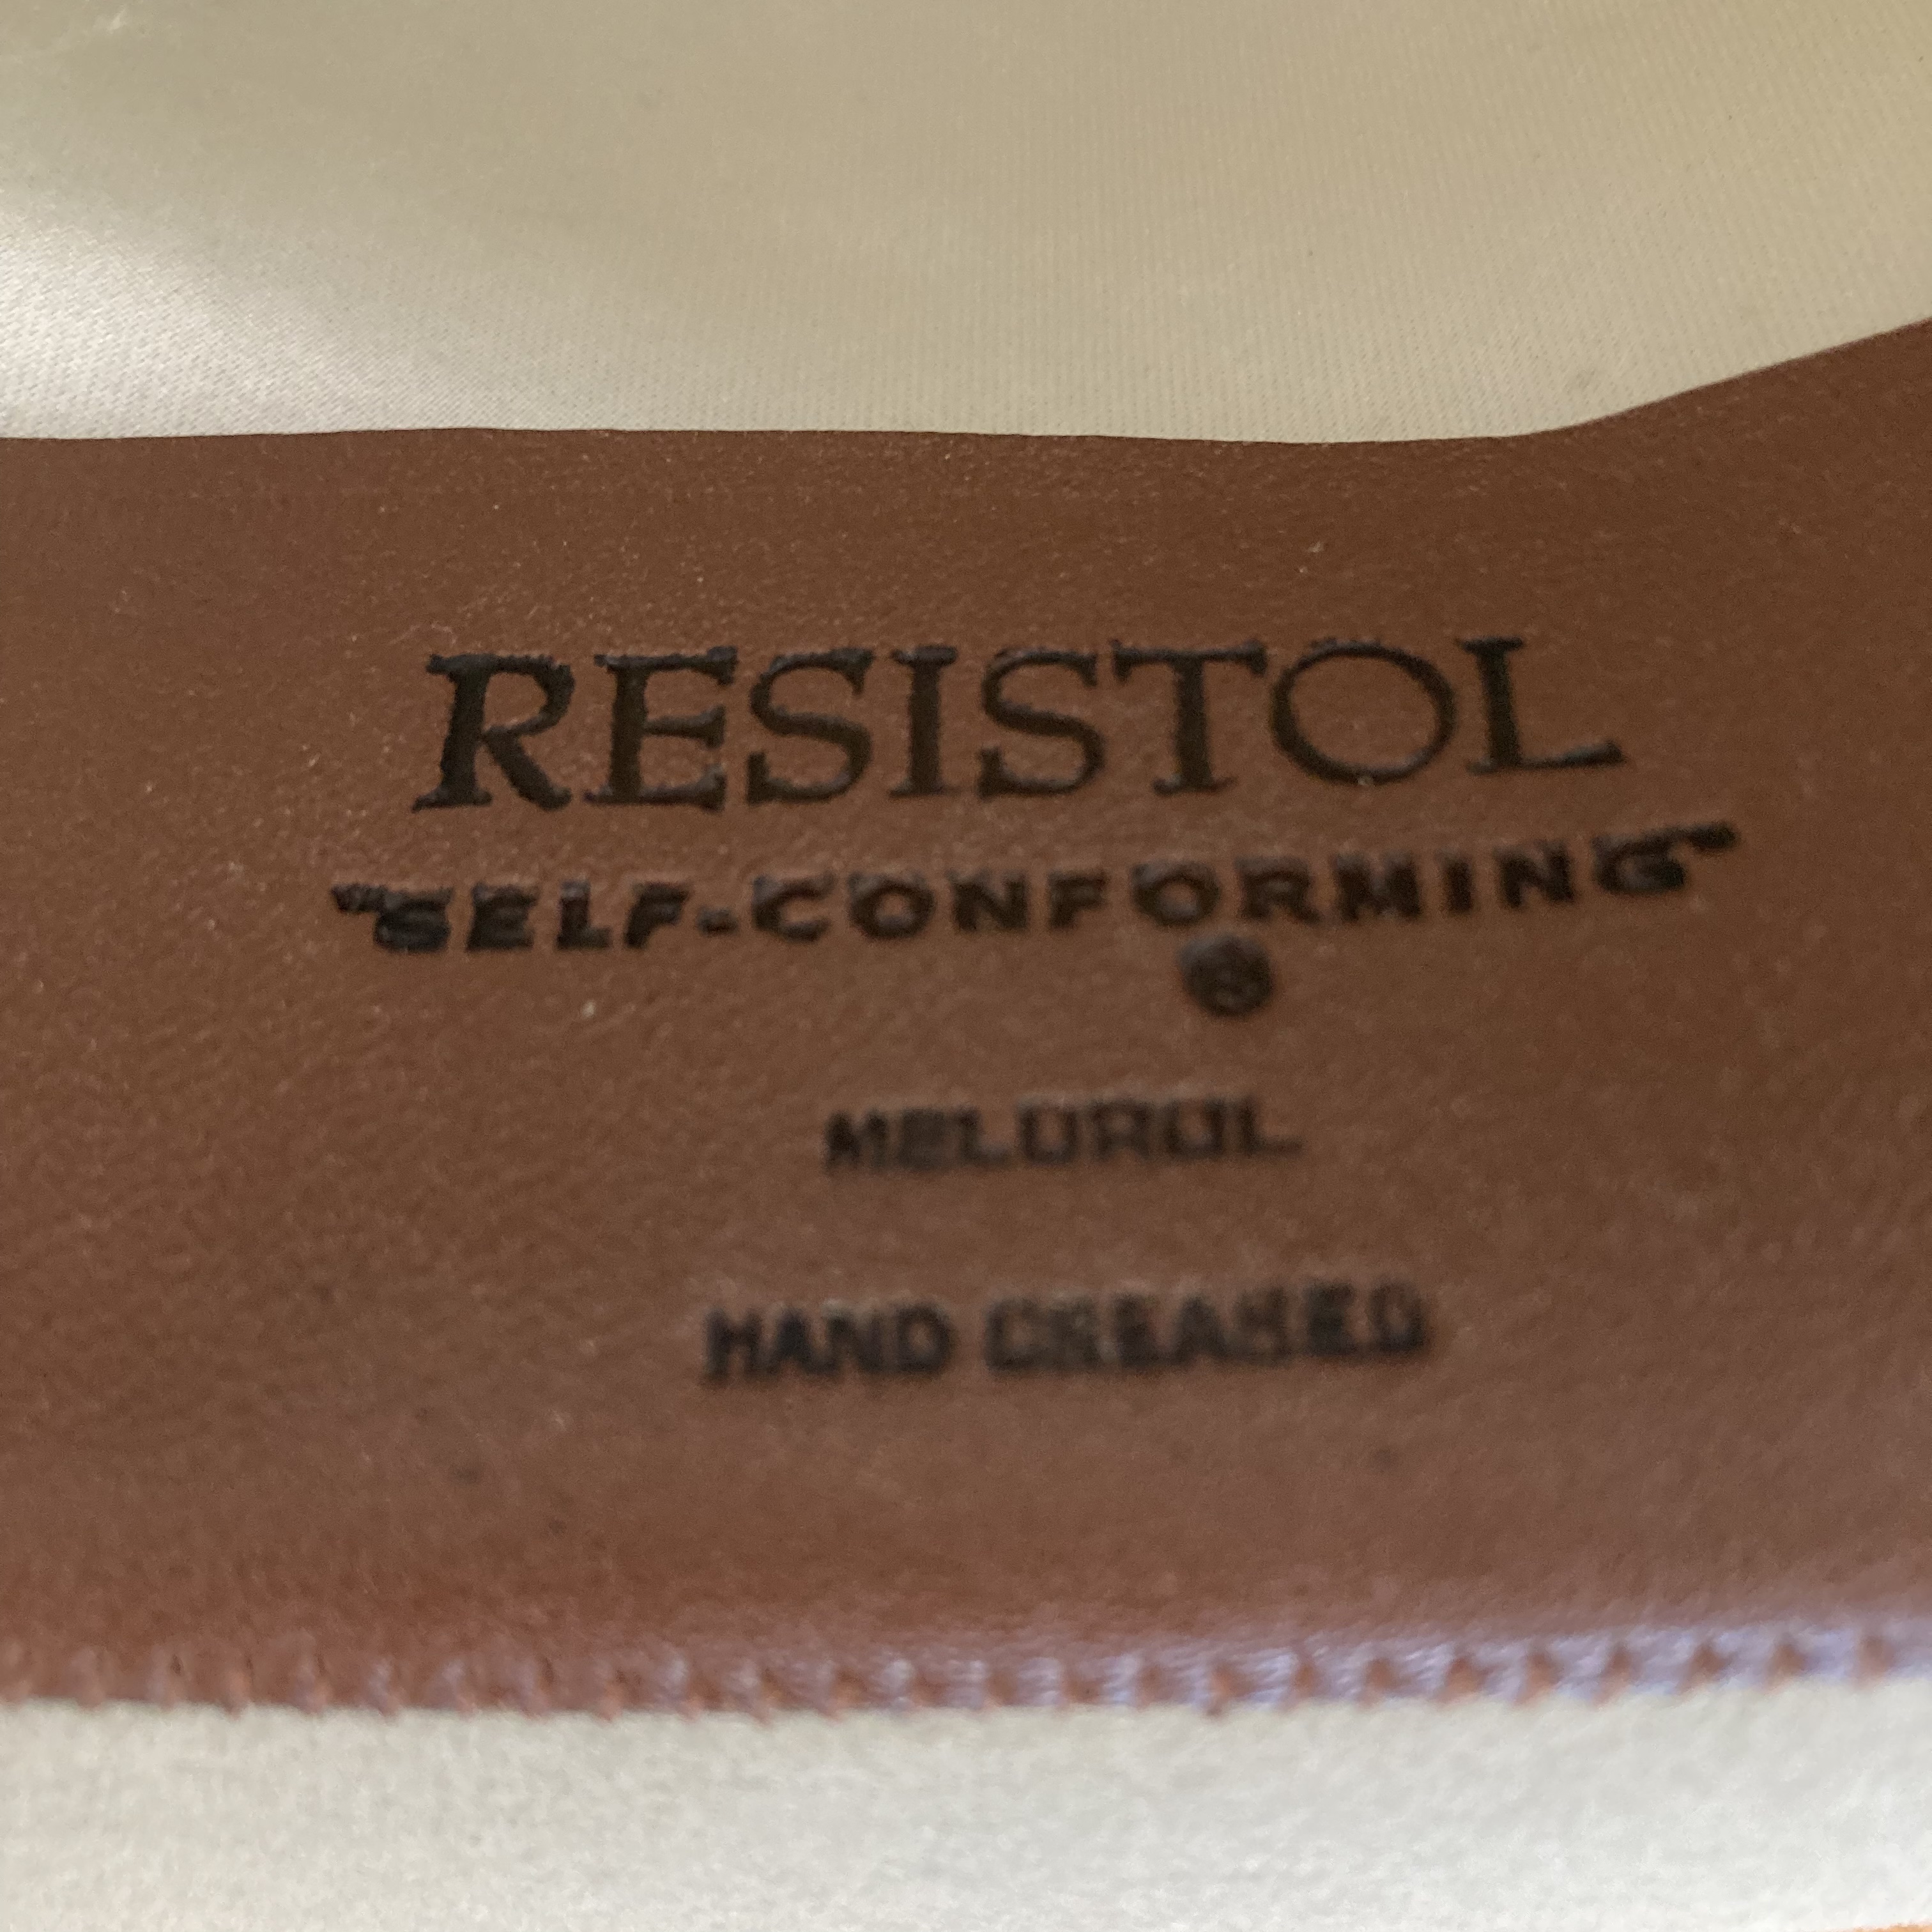 RESISTOL
"SELF-CONFORMING"
®
HAND CREASED